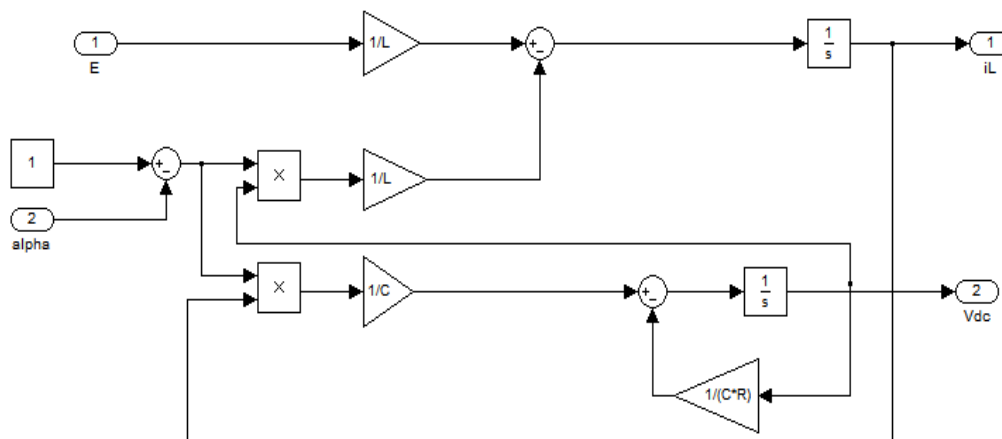 1
E
1/L
+
−
1
s
1
iL
1
+
−
×
1/L
2
alpha
×
1/C
+
−
1
s
2
Vdc
1/(C*R)